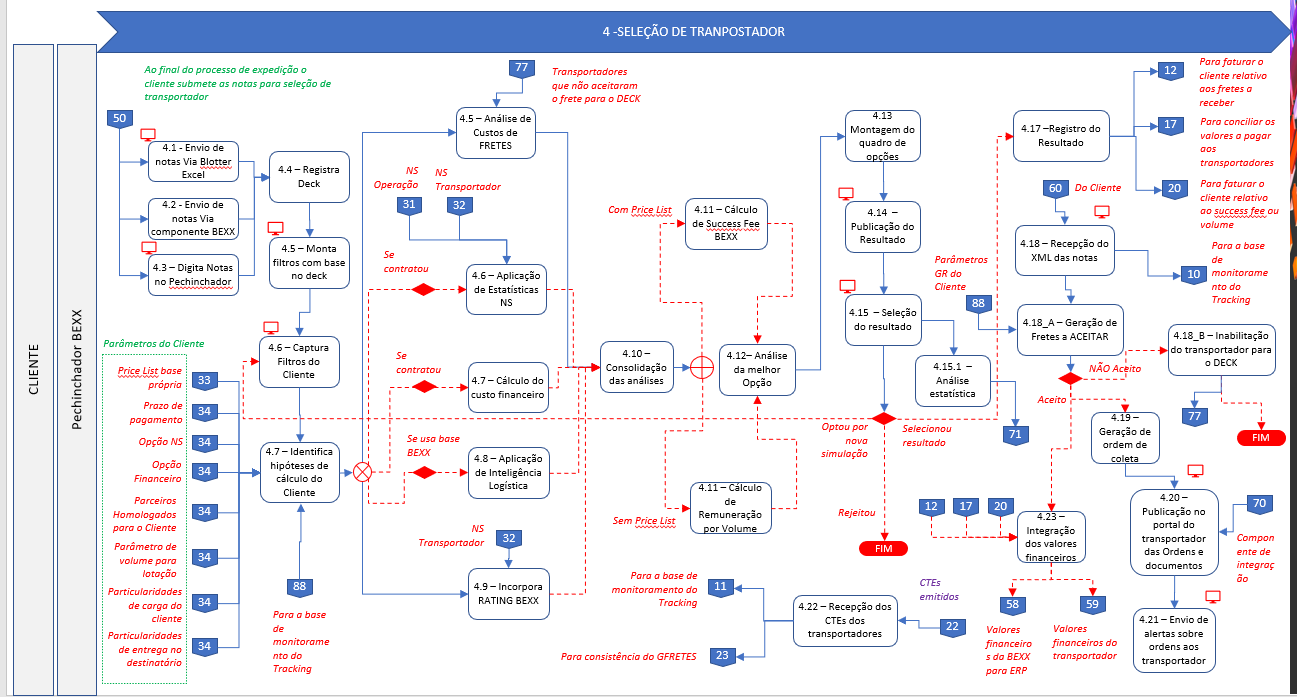 4 -SELEÇÃO DE TRANPOSTADOR
CLIENTE
Pechinchador BEXX
Ao final do processo de expedição o
cliente submete as notas para seleção de
transportador
50
4.1 - Envio de
notas Via Blotter
Excel
4.2 - Envio de
notas Via
componente BEXX
4.3 – Digita Notas
no Pechinchador
4.4 – Registra
Deck
4.5 – Monta
filtros com base
no deck
4.6 – Captura
Filtros do
Cliente
4.7 – Identifica
hipóteses de
cálculo do
Cliente
Parâmetros do Cliente
Price List base
própria
33
Prazo de
pagamento
34
Opção NS
34
Opção
Financeiro
34
Parceiros
Homologados
para o Cliente
34
Parâmetro de
volume para
lotação
34
Particularidades
de carga do
cliente
34
Particularidades
de entrega no
destinatário
34
88
Para a base
de
monitorame
nto do
Tracking
77
Transportadores
que não aceitaram
o frete para o DECK
4.5 – Análise de
Custos de
FRETES
NS
Operação
NS
Transportador
31
32
Se
contratou
4.6 – Aplicação
de Estatísticas
NS
Se
contratou
4.7 – Cálculo do
custo financeiro
Se usa base
BEXX
4.8 – Aplicação
de Inteligência
Logística
NS
Transportador
32
4.9 – Incorpora
RATING BEXX
4.10 –
Consolidação
das análises
Com Price List
4.11 – Cálculo
de Success Fee
BEXX
4.12– Análise
da melhor
Opção
Sem Price List
4.11 – Cálculo
de
Remuneração
por Volume
4.13
Montagem do
quadro de
opções
4.14 –
Publicação do
Resultado
4.15 – Seleção
do resultado
4.15.1 –
Análise
estatística
71
Optou por
nova
simulação
Selecionou
resultado
Rejeitou
FIM
Para a base de
monitoramento do
Tracking
11
Para consistência do GFRETES
23
4.22 – Recepção dos
CTEs dos
transportadores
CTEs
emitidos
22
4.17 –Registro do
Resultado
12
Para faturar o
cliente relativo
aos fretes a
receber
17
Para conciliar os
valores a pagar
aos
transportadores
20
Para faturar o
cliente relativo
ao success fee ou
volume
60
Do Cliente
4.18 – Recepção do
XML das notas
10
Para a base
de
monitorame
nto do
Tracking
Parâmetros
GR do
Cliente
88
4.18_A – Geração de
Fretes a ACEITAR
4.18_B – Inabilitação
do transportador para
o DECK
NÃO Aceito
77
FIM
Aceito
4.19 –
Geração de
ordem de
coleta
4.20 –
Publicação no
portal do
transportador
das Ordens e
documentos
70
Compon
ente de
integraç
ão
4.21 – Envio de
alertas sobre
ordens aos
transportador
12
17
20
4.23 –
Integração
dos valores
financeiros
58
59
Valores
financeiro
s da BEXX
para ERP
Valores
financeiros do
transportador